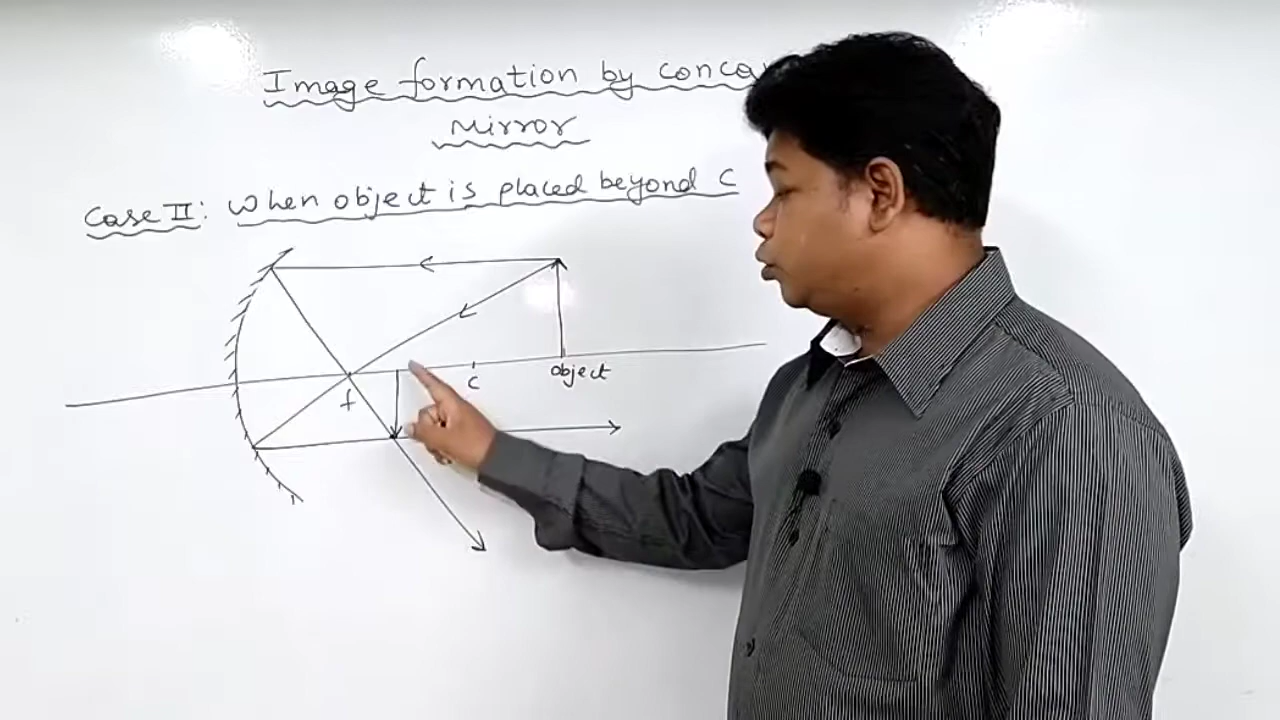 Image formation by conca
Mirror
Case II: When object is placed beyond C
C
object
f